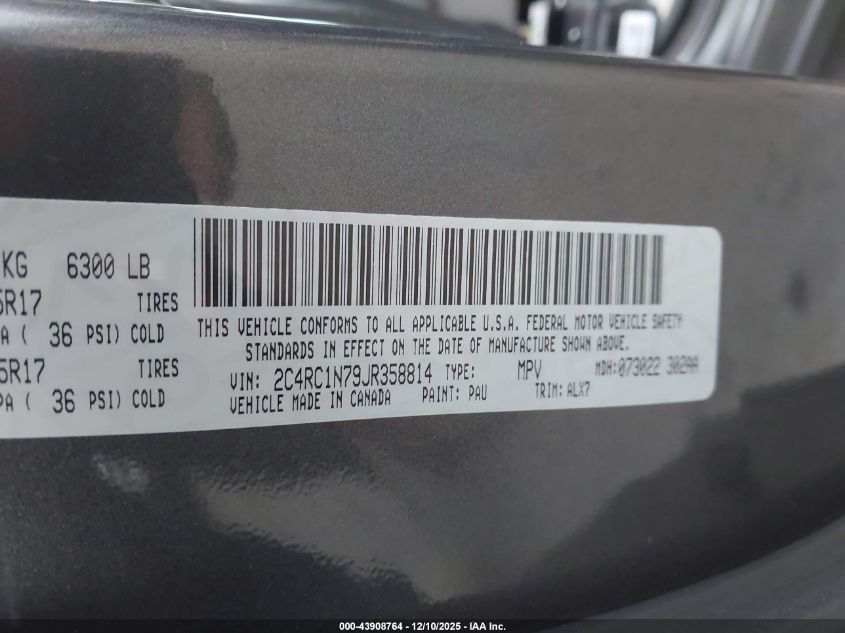 KG 6300 LB
5R17 TIRES
PA ( 36 PSI) COLD
5R17 TIRES
PA ( 36 PSI) COLD
THIS VEHICLE CONFORMS TO ALL APPLICABLE U.S.A. FEDERAL MOTOR VEHICLE SAFETY
STANDARDS IN EFFECT ON THE DATE OF MANUFACTURE SHOWN ABOVE.
VIN: 2C4RC1N79JR358814 TYPE: MPV MDH: 073022 302AA
VEHICLE MADE IN CANADA PAINT: PAU TRIM: ALX7
000-43908764 / 12/10/2025 - IAA Inc.